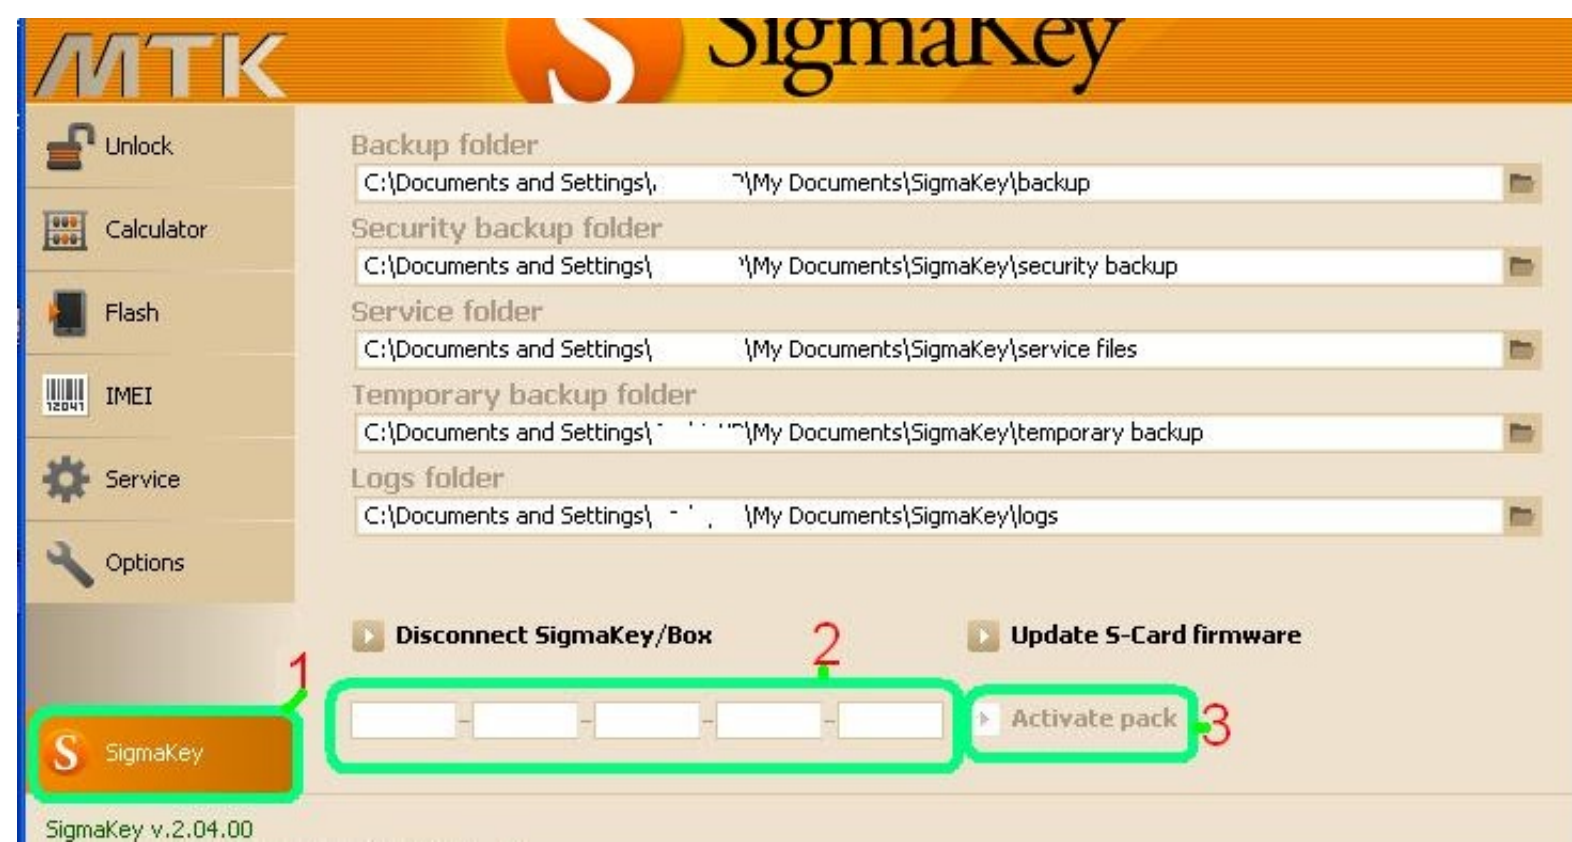 MTK
SigmaKey
Unlock
Calculator
Flash
IMEI
12041
Service
Options
Backup folder
C:\Documents and Settings\ \My Documents\SigmaKey\backup
Security backup folder
C:\Documents and Settings\ \My Documents\SigmaKey\security backup
Service folder
C:\Documents and Settings\ \My Documents\SigmaKey\service files
Temporary backup folder
C:\Documents and Settings\ \My Documents\SigmaKey\temporary backup
Logs folder
C:\Documents and Settings\ \My Documents\SigmaKey\logs
Disconnect SigmaKey/Box
2
Update S-Card firmware
1
- - - -
Activate pack
3
S SigmaKey
SigmaKey v.2.04.00